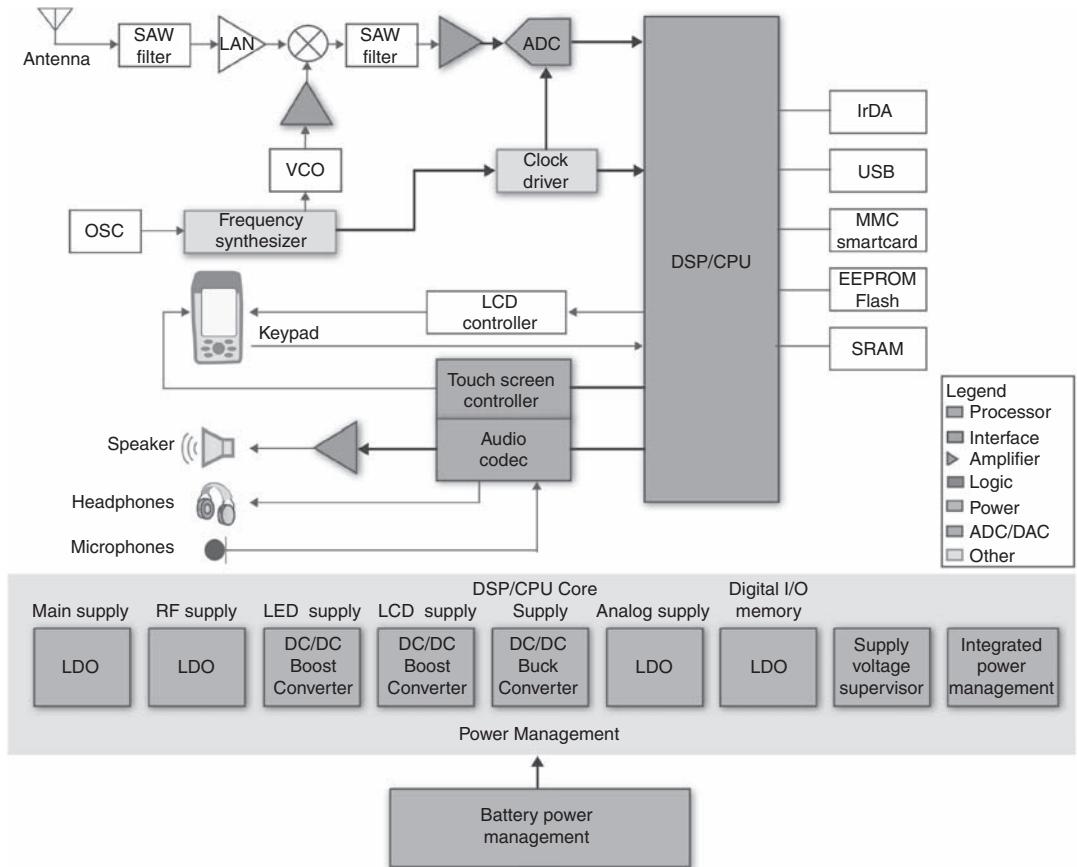 Antenna
SAW
filter
LAN
SAW
filter
ADC
VCO
Clock
driver
OSC
Frequency
synthesizer
DSP/CPU
IrDA
USB
MMC
smartcard
EEPROM
Flash
SRAM
LCD
controller
Keypad
Touch screen
controller
Audio
codec
Speaker
Headphones
Microphones
Legend
Processor
Interface
Amplifier
Logic
Power
ADC/DAC
Other
Main supply
LDO
RF supply
LDO
LED supply
DC/DC
Boost
Converter
LCD supply
DC/DC
Boost
Converter
DSP/CPU Core
Supply
DC/DC
Buck
Converter
Analog supply
LDO
Digital I/O
memory
LDO
Supply
voltage
supervisor
Integrated
power
management
Power Management
Battery power
management